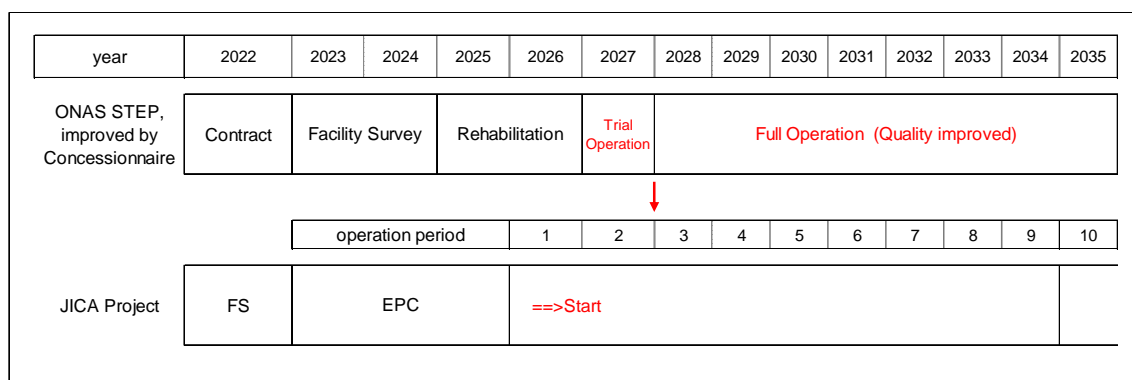 year 2022 2023 2024 2025 2026 2027 2028 2029 2030 2031 2032 2033 2034 2035
ONAS STEP,
improved by
Concessionnaire
Contract Facility Survey Rehabilitation
Trial
Operation
Full Operation (Quality improved)
operation period 1 2 3 4 5 6 7 8 9 10
JICA Project FS EPC ==>Start